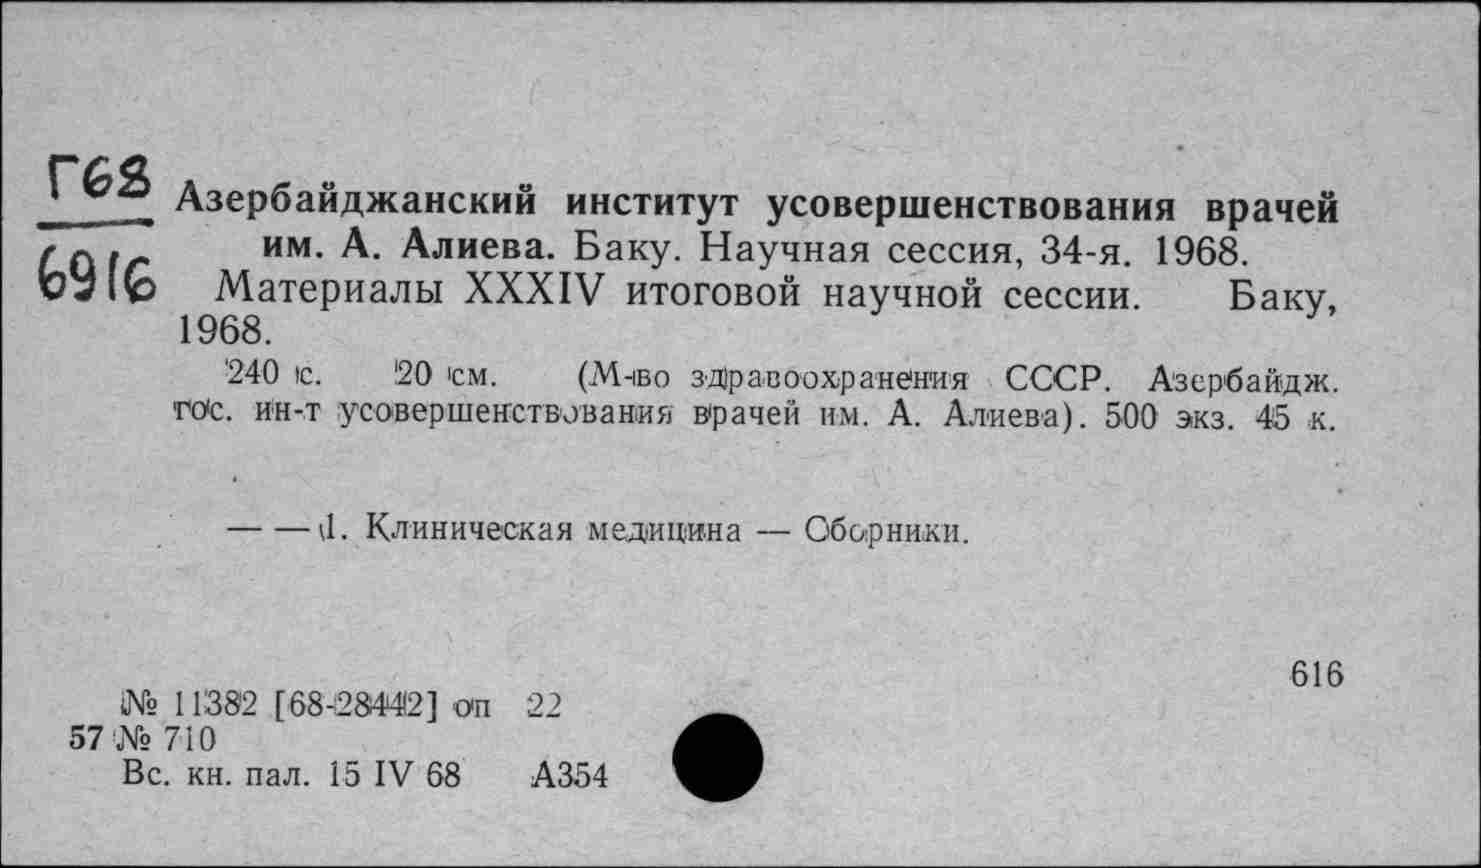 Г68
6916
Азербайджанский институт усовершенствования врачей
им. А. Алиева. Баку. Научная сессия, 34-я. 1968.
Материалы XXXIV итоговой научной сессии. Баку,
1968.
240 с. 20 см. (М-во здравоохранения СССР. Азербайдж.
гос. ин-т усовершенствования врачей им. А. Алиева). 500 экз. 45 к.
— — 1. Клиническая медицина — Сборники.
616
№ 11382 [68-28442] оп 22
57 № 710
Вс. кн. пал. 15 IV 68 А354